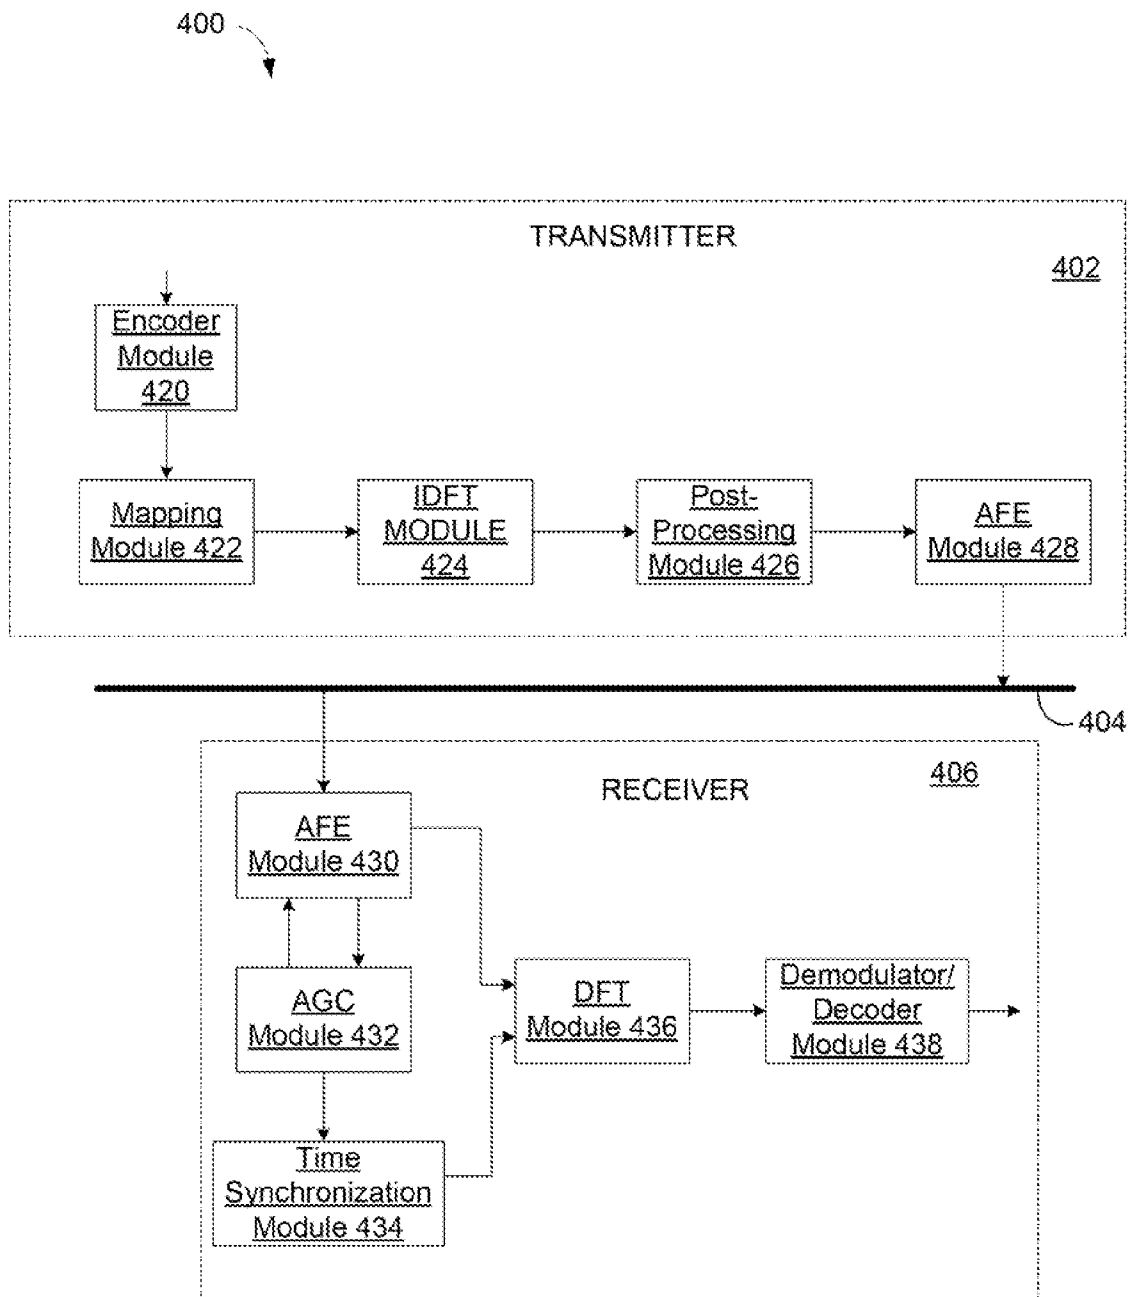 400
TRANSMITTER
402
Encoder
Module
420
Mapping
Module 422
IDFT
MODULE
424
Post-
Processing
Module 426
AFE
Module 428
404
RECEIVER
406
AFE
Module 430
AGC
Module 432
DFT
Module 436
Demodulator/
Decoder
Module 438
Time
Synchronization
Module 434